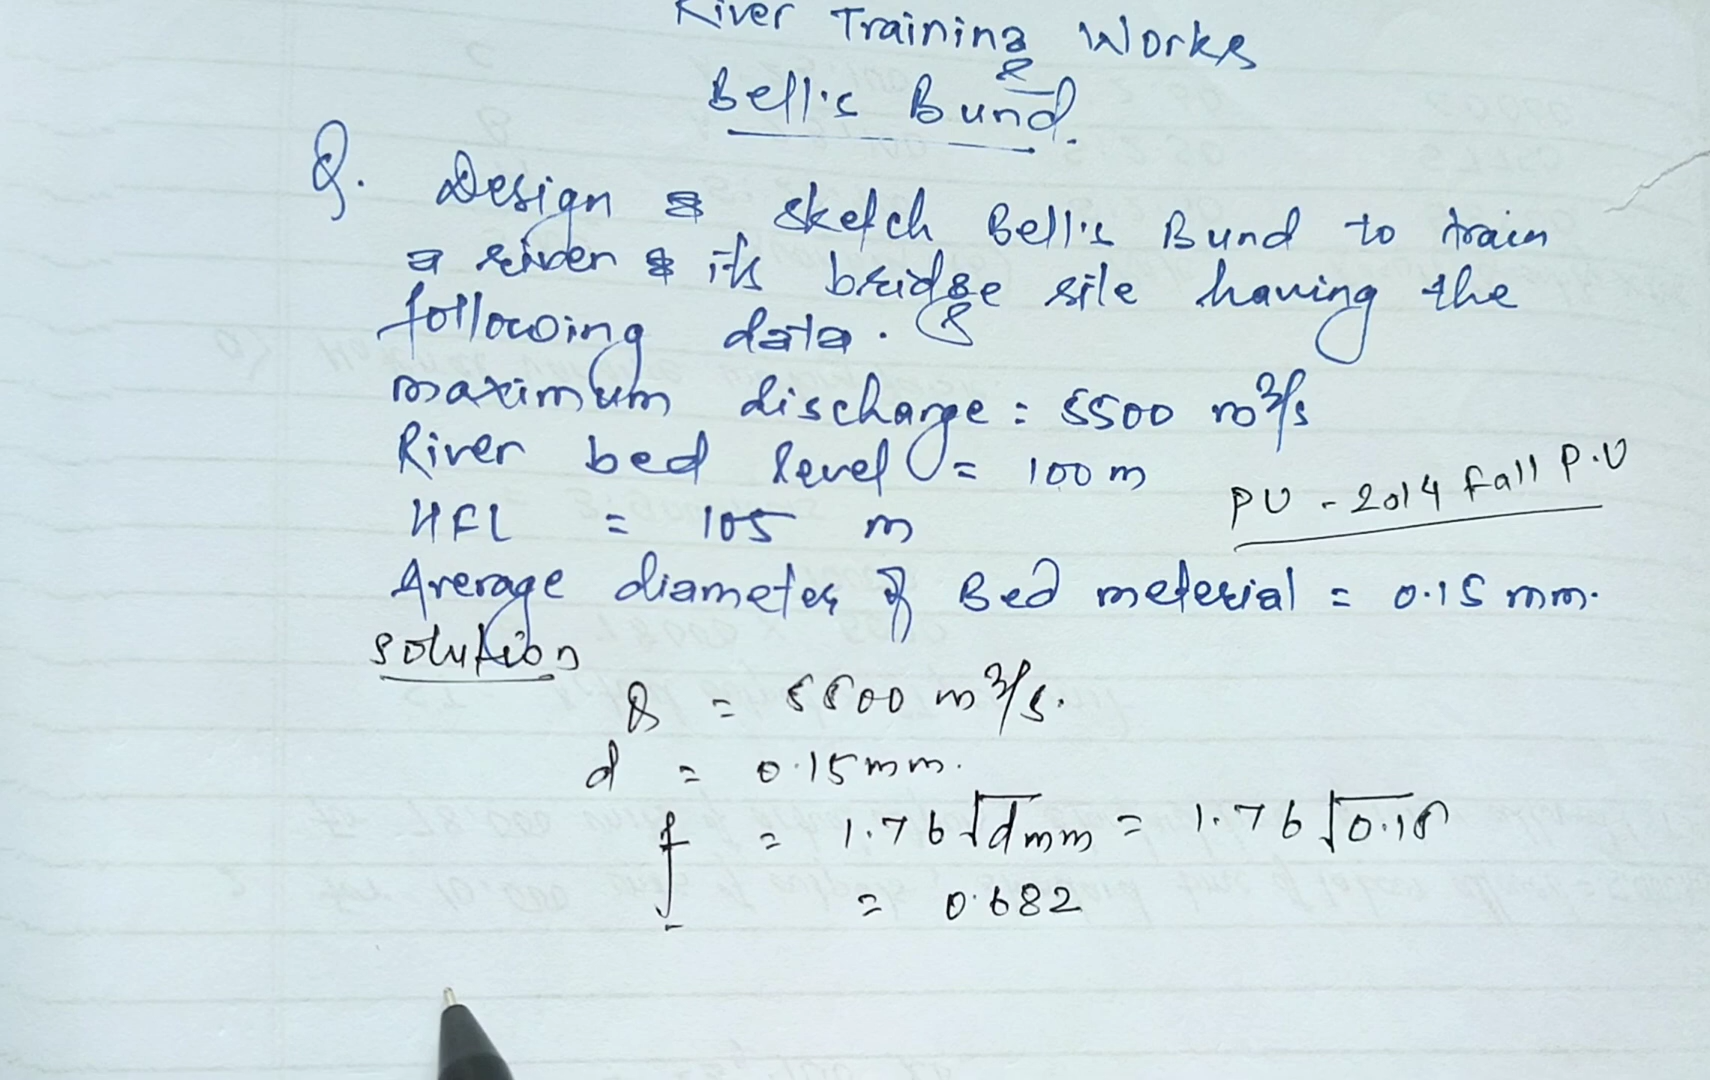 River Training Works
Bell's Bund.
Q. Design & sketch Bell's Bund to train
a river & its bridge site having the
following data.
maximum discharge = 5500 m³/s
River bed level = 100 m
HFL = 105 m
PU - 2014 Fall P.U
Average diameter of Bed meterial = 0.15 mm.
Solution
Q = 5500 m³/s.
d = 0.15mm.
f = 1.76 √dmm = 1.76 √0.15
= 0.682